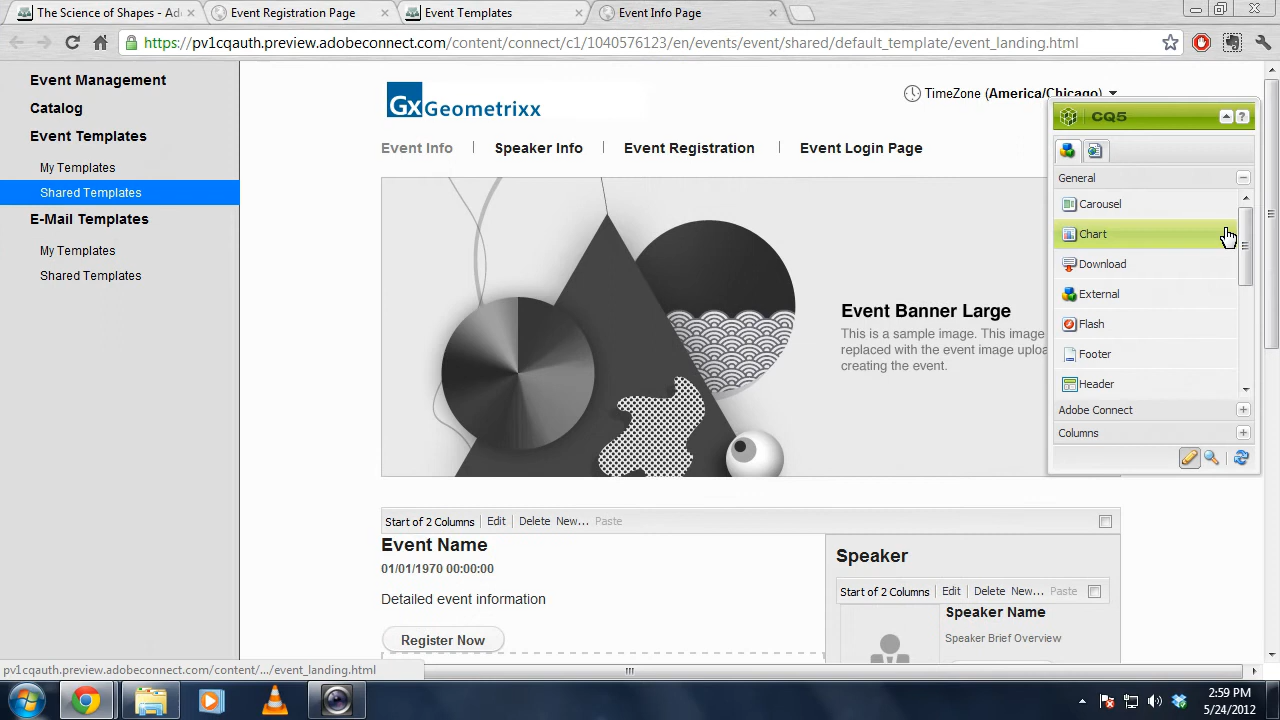 The Science of Shapes - Ad
Event Registration Page
Event Templates
Event Info Page
https://pv1cqauth.preview.adobeconnect.com/content/connect/c1/1040576123/en/events/event/shared/default_template/event_landing.html
Event Management
Catalog
Event Templates
My Templates
Shared Templates
E-Mail Templates
My Templates
Shared Templates
Gx Geometrixx
TimeZone (America/Chicago)
Event Info
Speaker Info
Event Registration
Event Login Page
Event Banner Large
This is a sample image. This image
replaced with the event image uploa
creating the event.
CQ5
?
General
Carousel
Chart
Download
External
Flash
Footer
Header
Adobe Connect
Columns
Start of 2 Columns Edit Delete New... Paste
Event Name
01/01/1970 00:00:00
Detailed event information
Register Now
Speaker
Start of 2 Columns Edit Delete New... Paste
Speaker Name
Speaker Brief Overview
pv1cqauth.preview.adobeconnect.com/content/.../event_landing.html
2:59 PM
5/24/2012